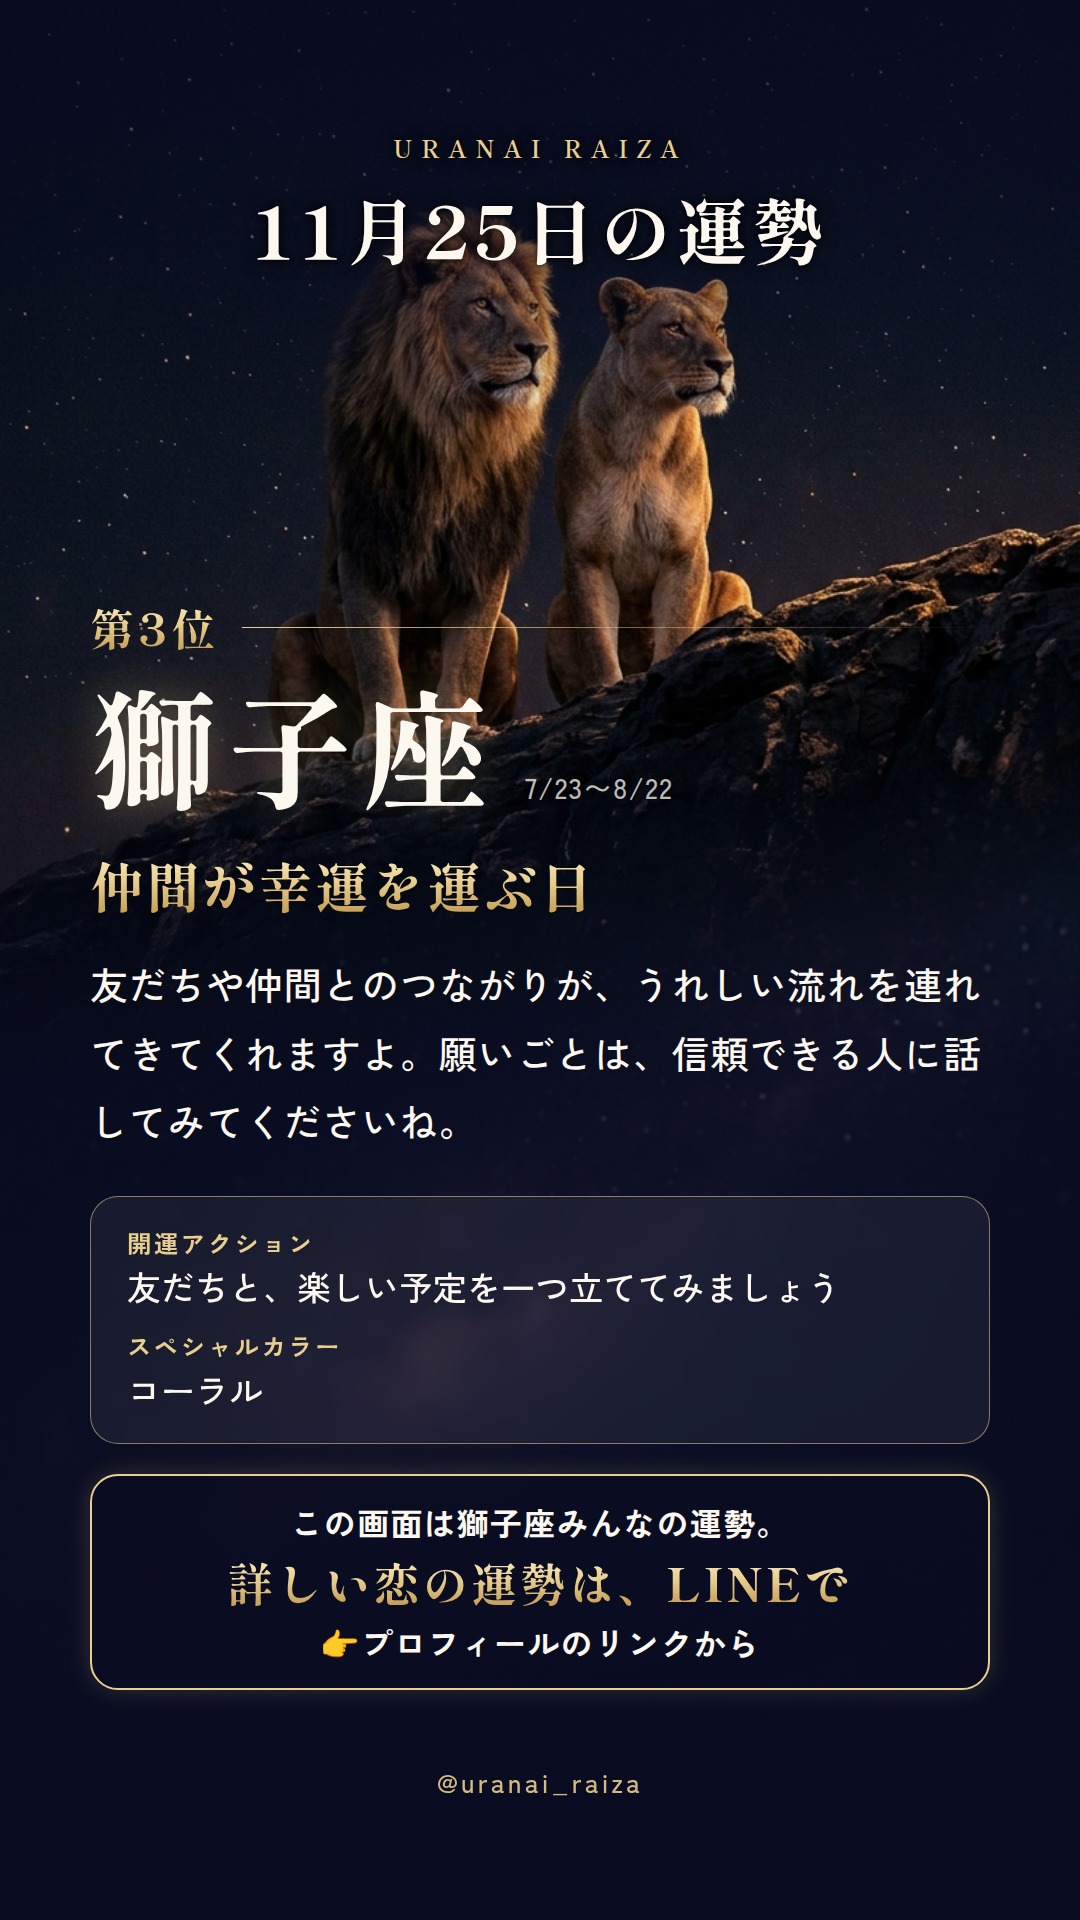 URANAI RAIZA
11月25日の運勢
第3位
獅子座 7/23〜8/22
仲間が幸運を運ぶ日
友だちや仲間とのつながりが、うれしい流れを連れ
てきてくれますよ。願いごとは、信頼できる人に話
してみてくださいね。
開運アクション
友だちと、楽しい予定を一つ立ててみましょう
スペシャルカラー
コーラル
この画面は獅子座みんなの運勢。
詳しい恋の運勢は、LINEで
👉プロフィールのリンクから
@uranai_raiza